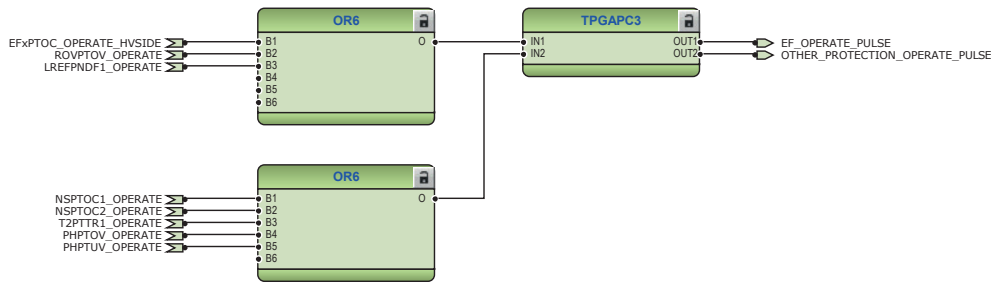 OR6
EFxPTOC_OPERATE_HVSIDE
ROVPTOV_OPERATE
LREFPNDF1_OPERATE
B1
B2
B3
B4
B5
B6
O
TPGAPC3
IN1
IN2
OUT1
OUT2
EF_OPERATE_PULSE
OTHER_PROTECTION_OPERATE_PULSE
OR6
NSPTOC1_OPERATE
NSPTOC2_OPERATE
T2PTTR1_OPERATE
PHPTOV_OPERATE
PHPTUV_OPERATE
B1
B2
B3
B4
B5
B6
O